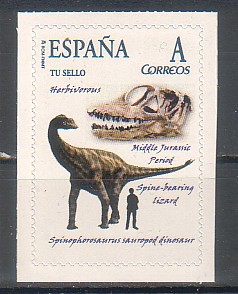 ESPAÑA
A
TU SELLO
CORREOS
Herbivorous
Middle Jurassic
Period
Spine-bearing
lizard
Spinophorosaurus sauropod dinosaur